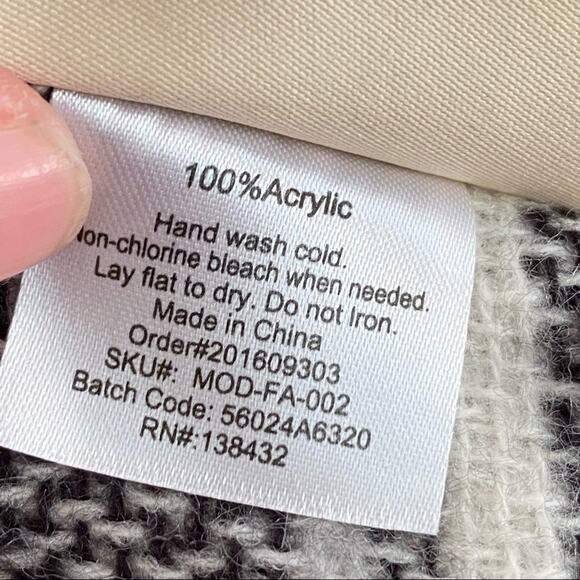 100%Acrylic
Hand wash cold.
Non-chlorine bleach when needed.
Lay flat to dry. Do not Iron.
Made in China
Order#201609303
SKU#: MOD-FA-002
Batch Code: 56024A6320
RN#:138432